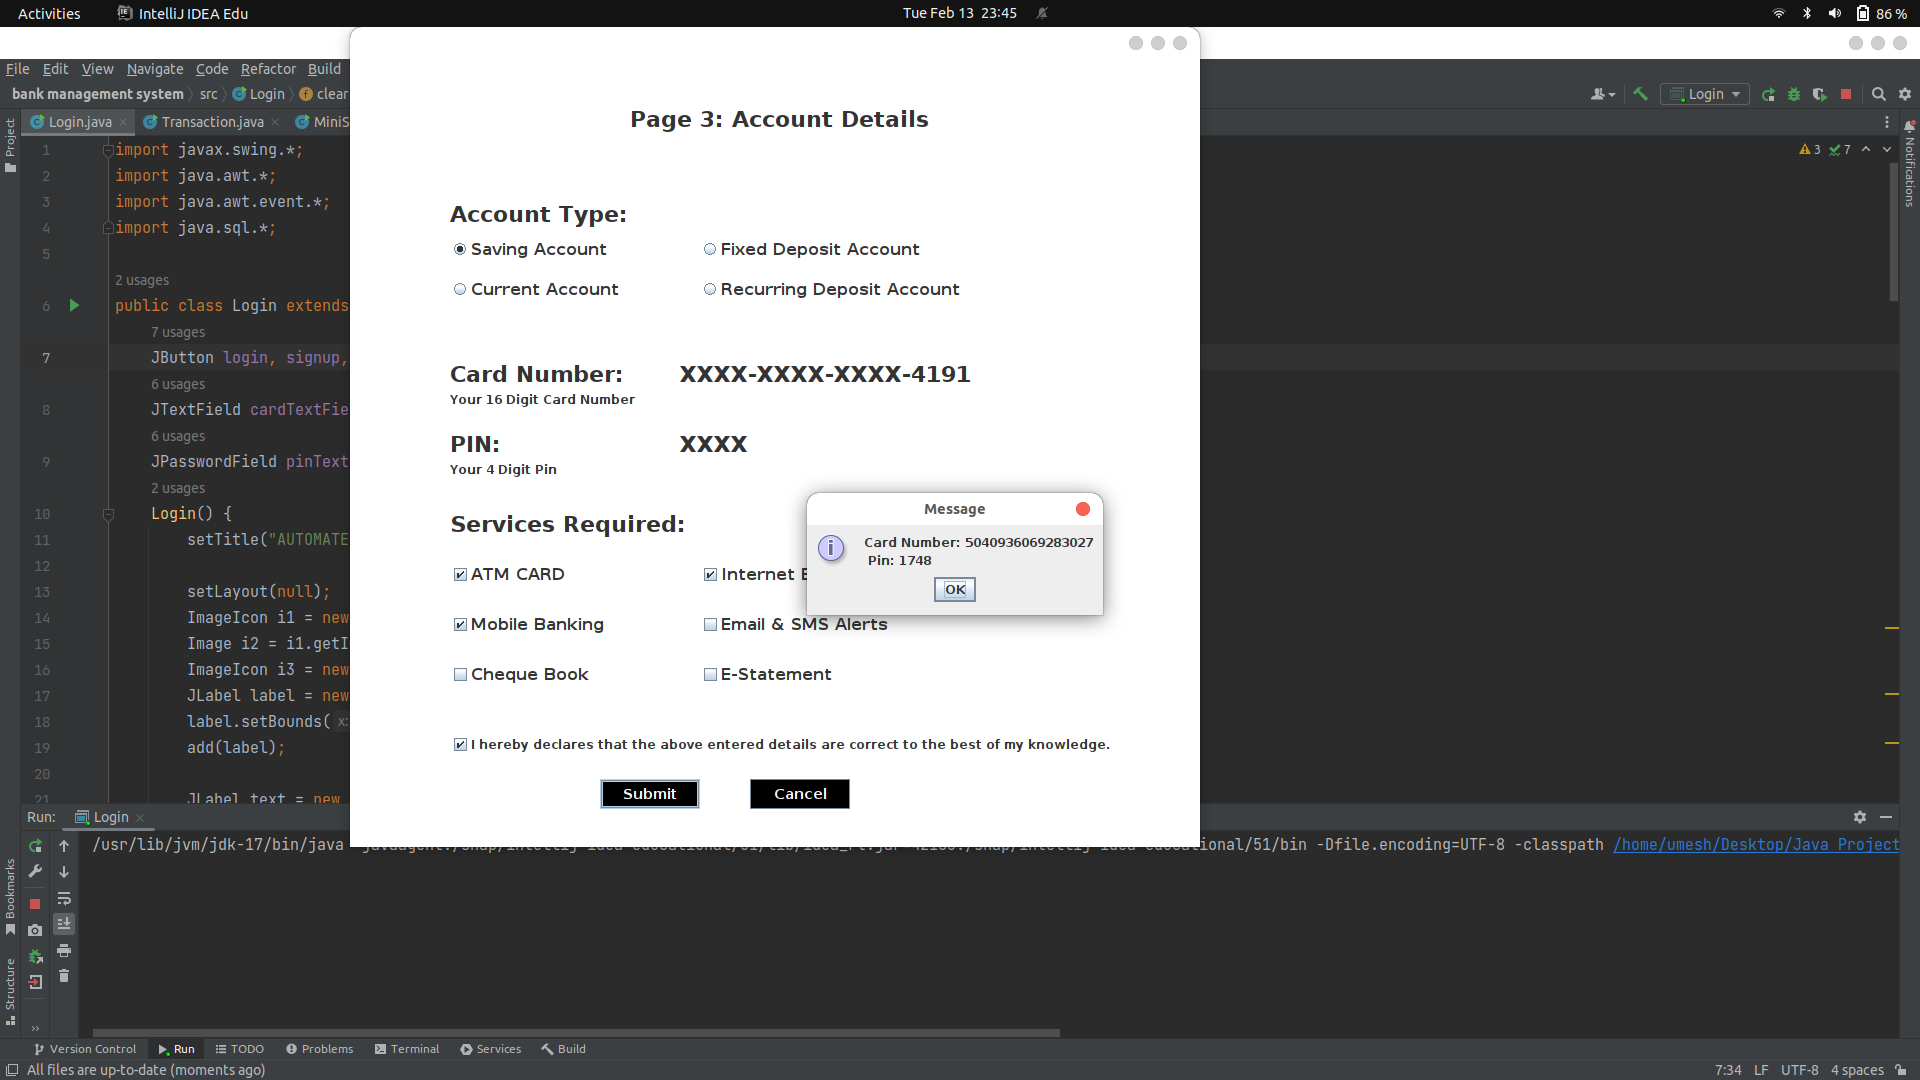 Activities
IntelliJ IDEA Edu
Tue Feb 13 23:45
86 %
File Edit View Navigate Code Refactor Build
bank management system src Login clear
Login
Login.java Transaction.java MiniS
Project
Notifications
3 7
1 import javax.swing.*;
2 import java.awt.*;
3 import java.awt.event.*;
4 import java.sql.*;
5
2 usages
6 public class Login extends
7 usages
7 JButton login, signup,
6 usages
8 JTextField cardTextFie
6 usages
9 JPasswordField pinText
2 usages
10 Login() {
11 setTitle("AUTOMATE
12
13 setLayout(null);
14 ImageIcon i1 = new
15 Image i2 = i1.getI
16 ImageIcon i3 = new
17 JLabel label = new
18 label.setBounds( x:
19 add(label);
20
21 JLabel text = new
Page 3: Account Details
Account Type:
Saving Account Fixed Deposit Account
Current Account Recurring Deposit Account
Card Number: XXXX-XXXX-XXXX-4191
Your 16 Digit Card Number
PIN: XXXX
Your 4 Digit Pin
Services Required:
ATM CARD Internet
Mobile Banking Email & SMS Alerts
Cheque Book E-Statement
I hereby declares that the above entered details are correct to the best of my knowledge.
Submit Cancel
Message
Card Number: 5040936069283027
Pin: 1748
OK
Run: Login
/usr/lib/jvm/jdk-17/bin/java /51/bin -Dfile.encoding=UTF-8 -classpath /home/umesh/Desktop/Java Project
Bookmarks
Structure
Version Control Run TODO Problems Terminal Services Build
All files are up-to-date (moments ago)
7:34 LF UTF-8 4 spaces